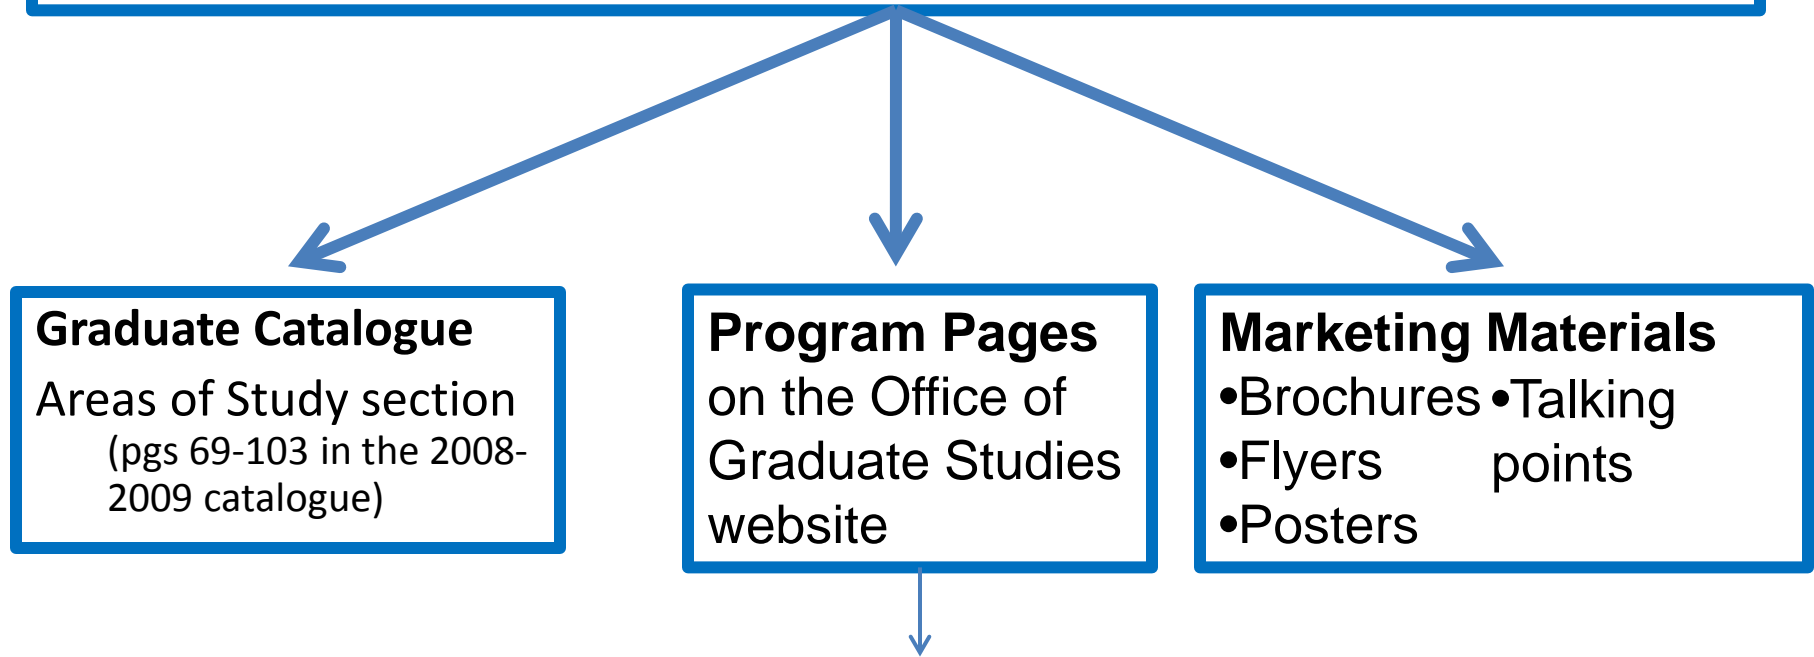 Graduate Catalogue
Areas of Study section
(pgs 69-103 in the 2008-
2009 catalogue)
Program Pages
on the Office of
Graduate Studies
website
Marketing Materials
•Brochures
•Flyers
•Posters
•Talking
points